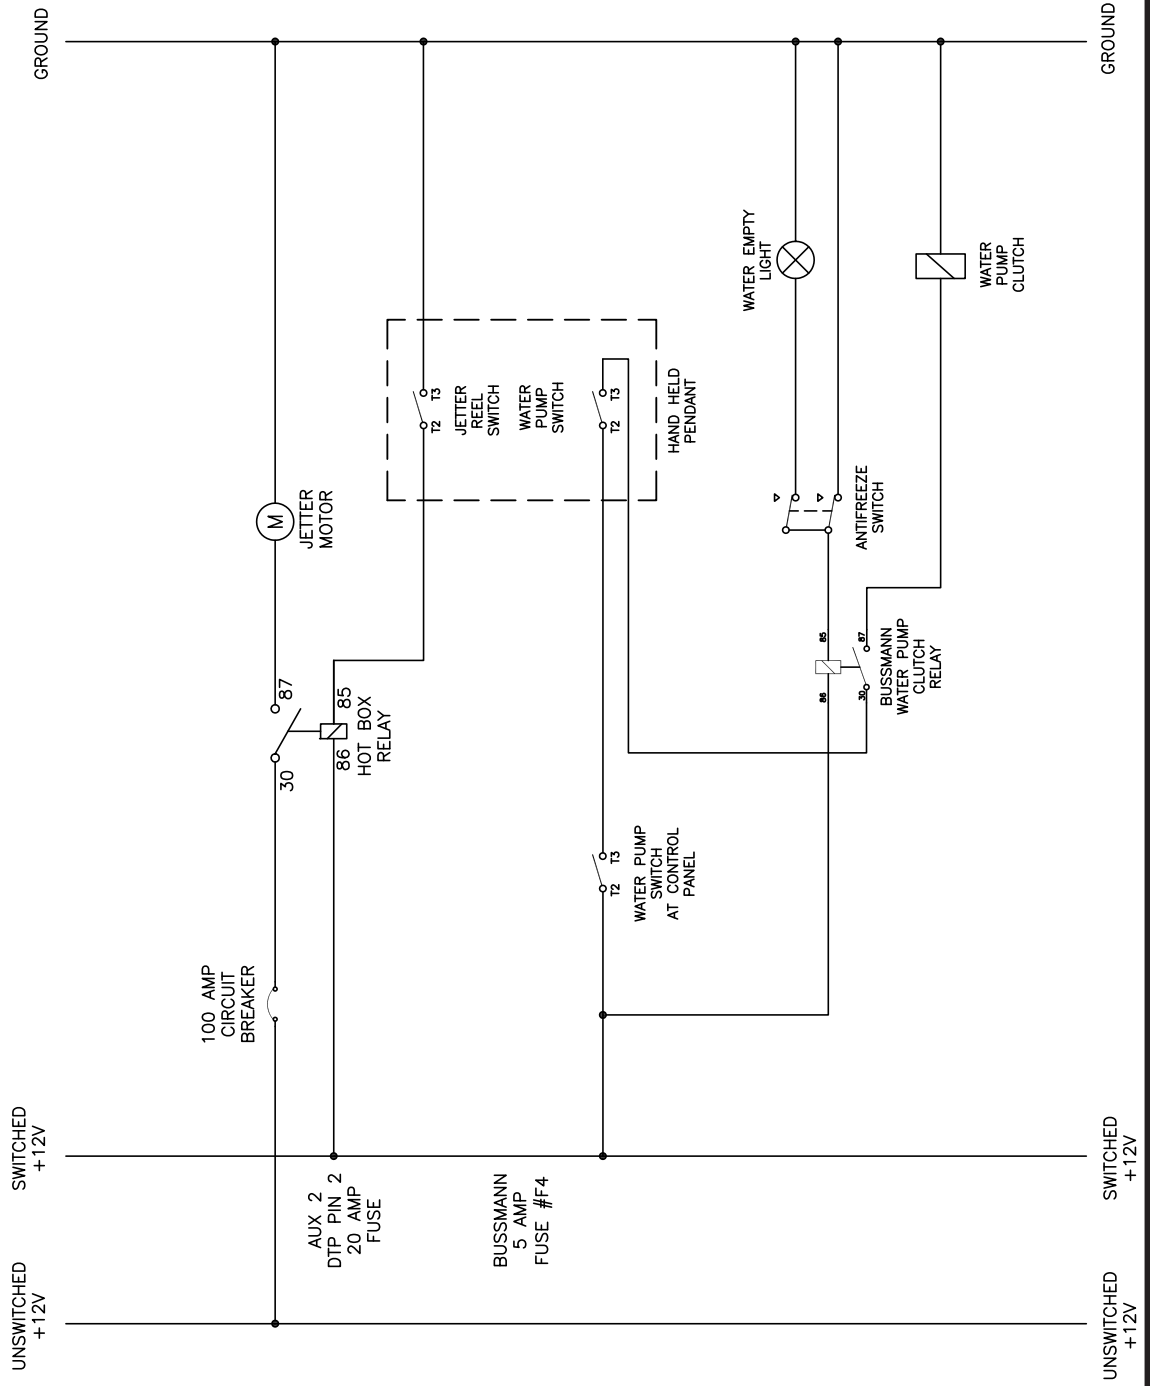 UNSWITCHED
+12V
SWITCHED
+12V
GROUND
100 AMP
CIRCUIT
BREAKER
30
87
86
85
HOT BOX
RELAY
M
JETTER
MOTOR
AUX 2
DTP PIN 2
20 AMP
FUSE
T2
T3
JETTER
REEL
SWITCH
WATER
PUMP
SWITCH
T2
T3
HAND HELD
PENDANT
BUSSMANN
5 AMP
FUSE #F4
T2
T3
WATER PUMP
SWITCH
AT CONTROL
PANEL
WATER EMPTY
LIGHT
ANTIFREEZE
SWITCH
86
85
30
87
BUSSMANN
WATER PUMP
CLUTCH
RELAY
WATER
PUMP
CLUTCH
UNSWITCHED
+12V
SWITCHED
+12V
GROUND